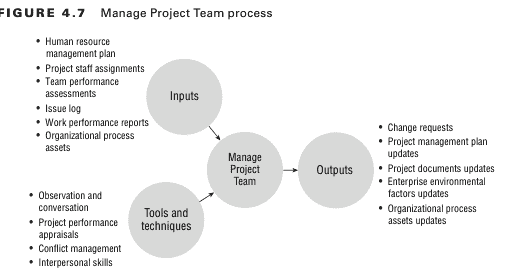 FIGURE 4.7 Manage Project Team process
• Human resource
management plan
• Project staff assignments
• Team performance
assessments
• Issue log
• Work performance reports
• Organizational process
assets
Inputs
• Observation and
conversation
• Project performance
appraisals
• Conflict management
• Interpersonal skills
Tools and
techniques
Manage
Project
Team
Outputs
• Change requests
• Project management plan
updates
• Project documents updates
• Enterprise environmental
factors updates
• Organizational process
assets updates